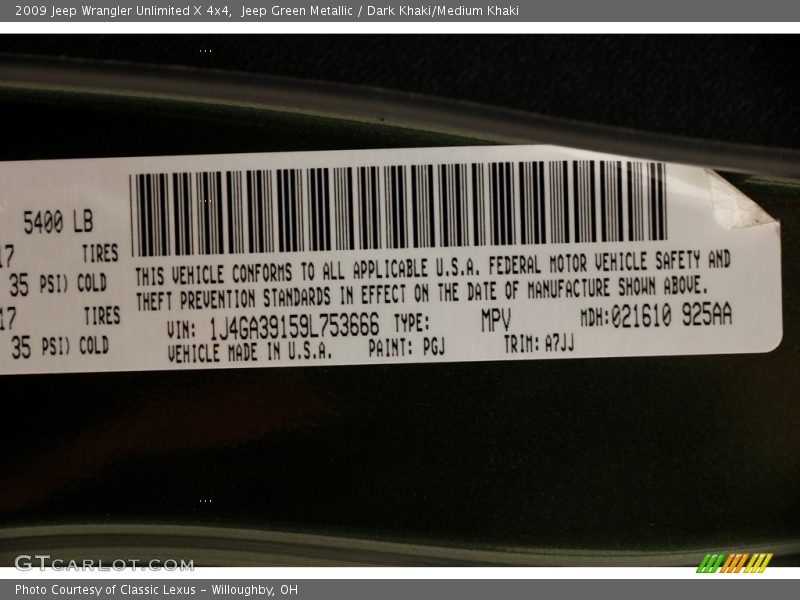 2009 Jeep Wrangler Unlimited X 4x4,  Jeep Green Metallic / Dark Khaki/Medium Khaki
5400 LB
17 TIRES
35 PSI) COLD
17 TIRES
35 PSI) COLD
THIS VEHICLE CONFORMS TO ALL APPLICABLE U.S.A. FEDERAL MOTOR VEHICLE SAFETY AND
THEFT PREVENTION STANDARDS IN EFFECT ON THE DATE OF MANUFACTURE SHOWN ABOVE.
VIN: 1J4GA39159L753666 TYPE: MPV MDH:021610 925AA
VEHICLE MADE IN U.S.A. PAINT: PGJ TRIM: A7JJ
GTCARLOT.COM
Photo Courtesy of Classic Lexus - Willoughby, OH